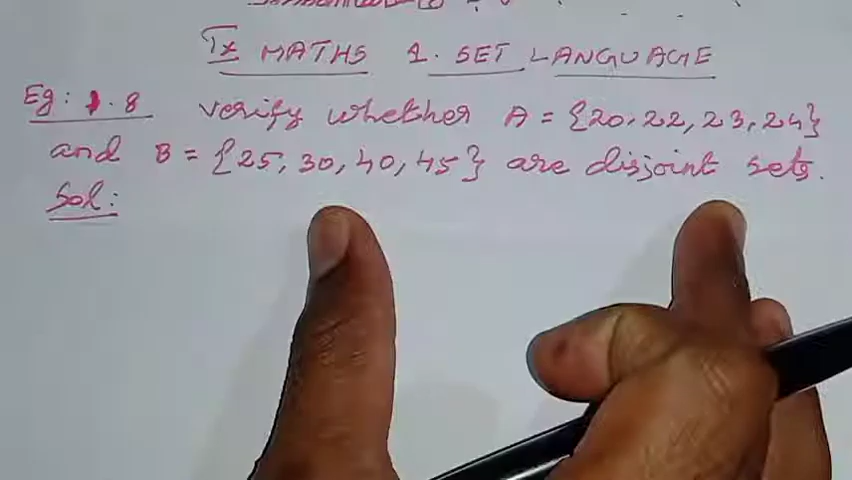 IX MATHS 1. SET LANGUAGE
Eg: 1.8 Verify whether A = {20, 22, 23, 24}
and B = {25, 30, 40, 45} are disjoint sets.
Sol: